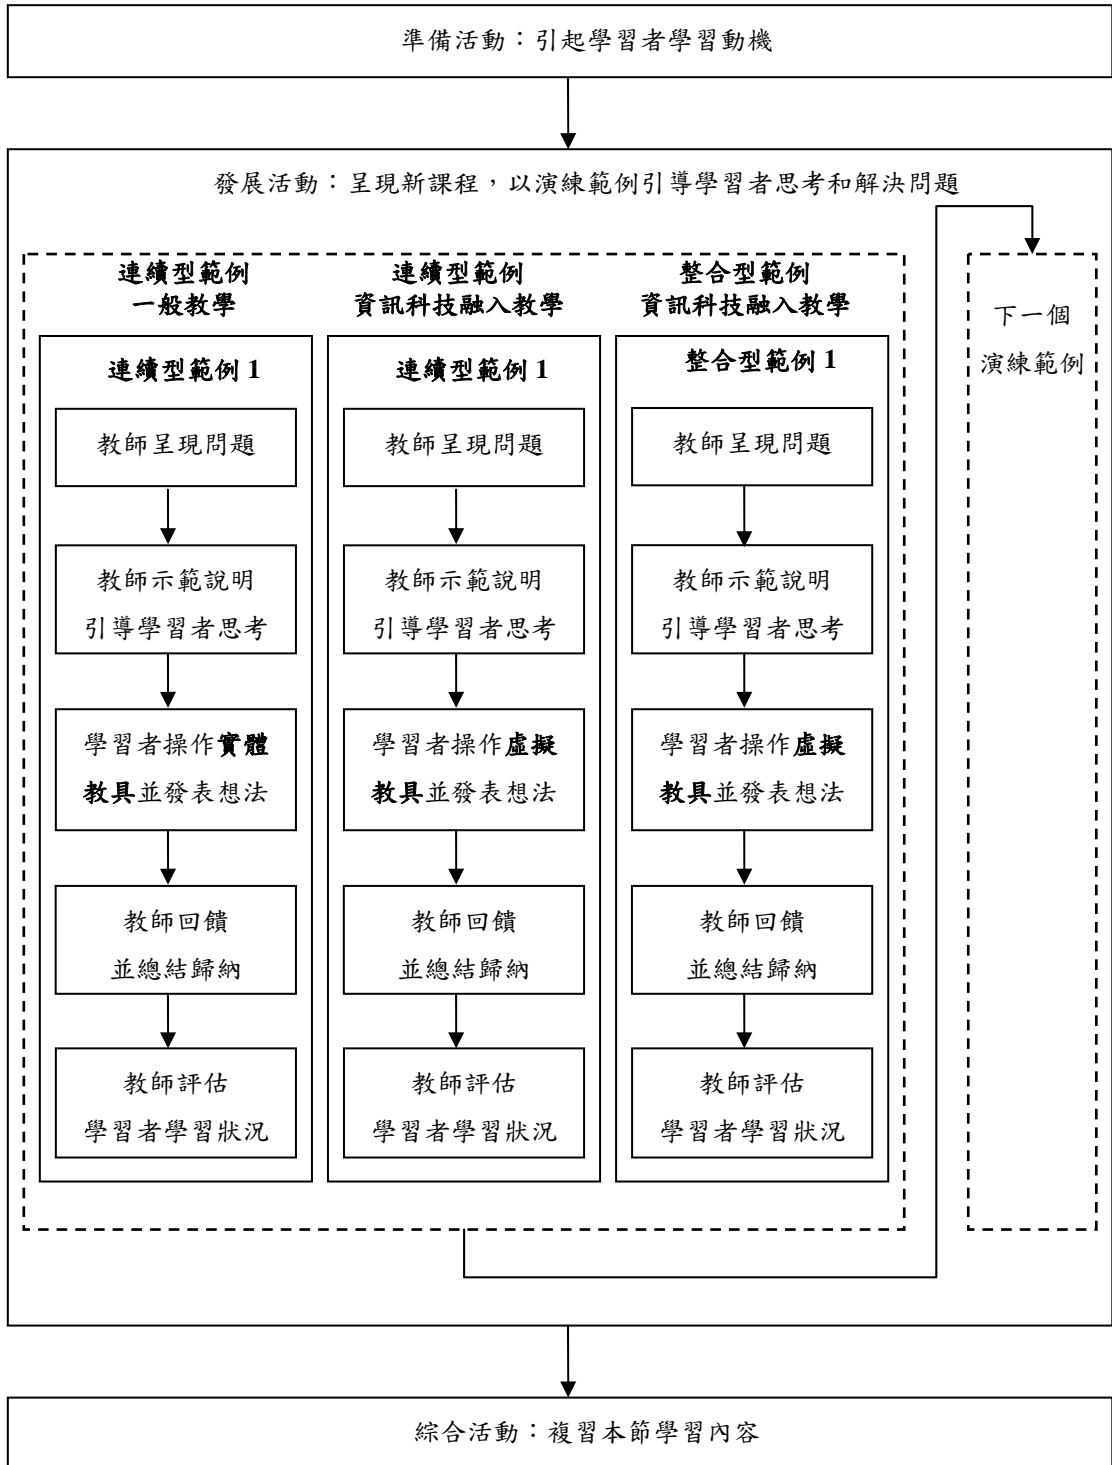 準備活動：引起學習者學習動機
發展活動：呈現新課程，以演練範例引導學習者思考和解決問題
連續型範例
一般教學
連續型範例 1
教師呈現問題
教師示範說明
引導學習者思考
學習者操作實體
教具並發表想法
教師回饋
並總結歸納
教師評估
學習者學習狀況
連續型範例
資訊科技融入教學
連續型範例 1
教師呈現問題
教師示範說明
引導學習者思考
學習者操作虛擬
教具並發表想法
教師回饋
並總結歸納
教師評估
學習者學習狀況
整合型範例
資訊科技融入教學
整合型範例 1
教師呈現問題
教師示範說明
引導學習者思考
學習者操作虛擬
教具並發表想法
教師回饋
並總結歸納
教師評估
學習者學習狀況
下一個
演練範例
綜合活動：複習本節學習內容